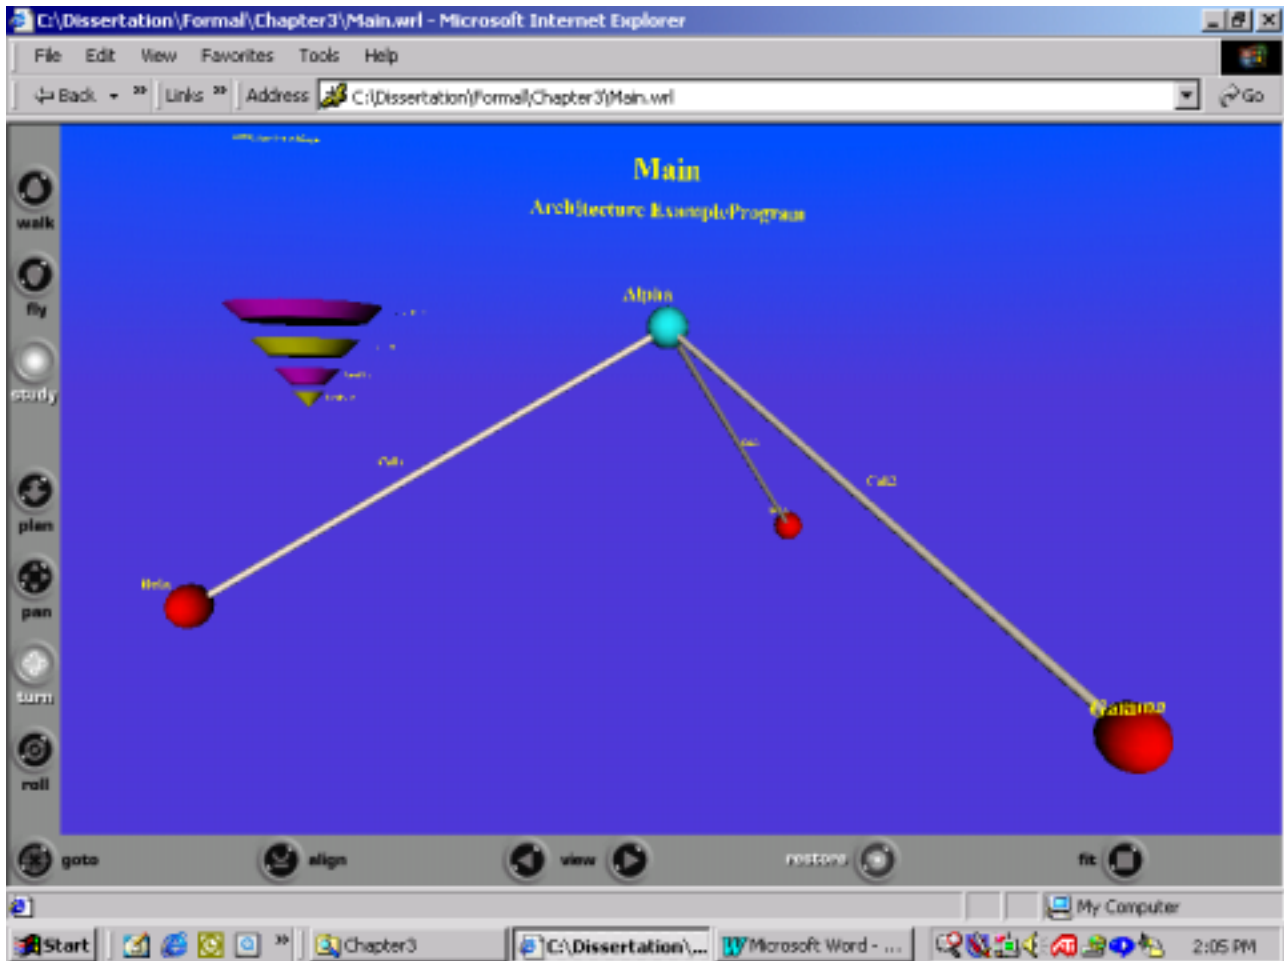 C:\Dissertation\Formal\Chapter3\Main.wrl - Microsoft Internet Explorer
File Edit View Favorites Tools Help
Back Links Address C:\Dissertation\Formal\Chapter3\Main.wrl Go
Main
Architecture ExampleProgram
Alpha
Call1
Call2
Beta
Gamma
walk
fly
study
plan
pan
turn
roll
goto align view restore fit
My Computer
Start Chapter3 C:\Dissertation\... Microsoft Word - ... 2:05 PM